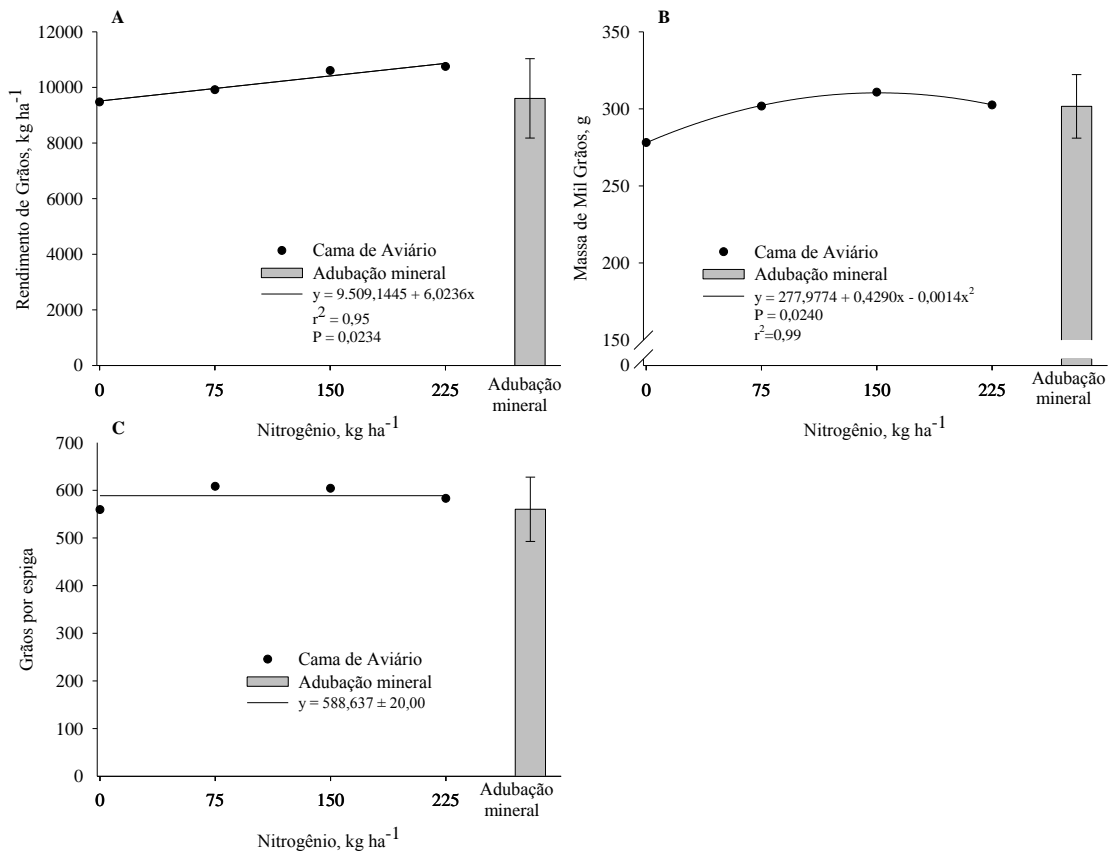 A
12000
10000
8000
6000
4000
2000
0
Rendimento de Grãos, kg ha⁻¹
Cama de Aviário
Adubação mineral
y = 9.509,1445 + 6,0236x
r² = 0,95
P = 0,0234
0 75 150 225 Adubação
mineral
Nitrogênio, kg ha⁻¹
B
350
300
250
200
150
0
Massa de Mil Grãos, g
Cama de Aviário
Adubação mineral
y = 277,9774 + 0,4290x - 0,0014x²
P = 0,0240
r²=0,99
0 75 150 225 Adubação
mineral
Nitrogênio, kg ha⁻¹
C
700
600
500
400
300
200
100
0
Grãos por espiga
Cama de Aviário
Adubação mineral
y = 588,637 ± 20,00
0 75 150 225 Adubação
mineral
Nitrogênio, kg ha⁻¹